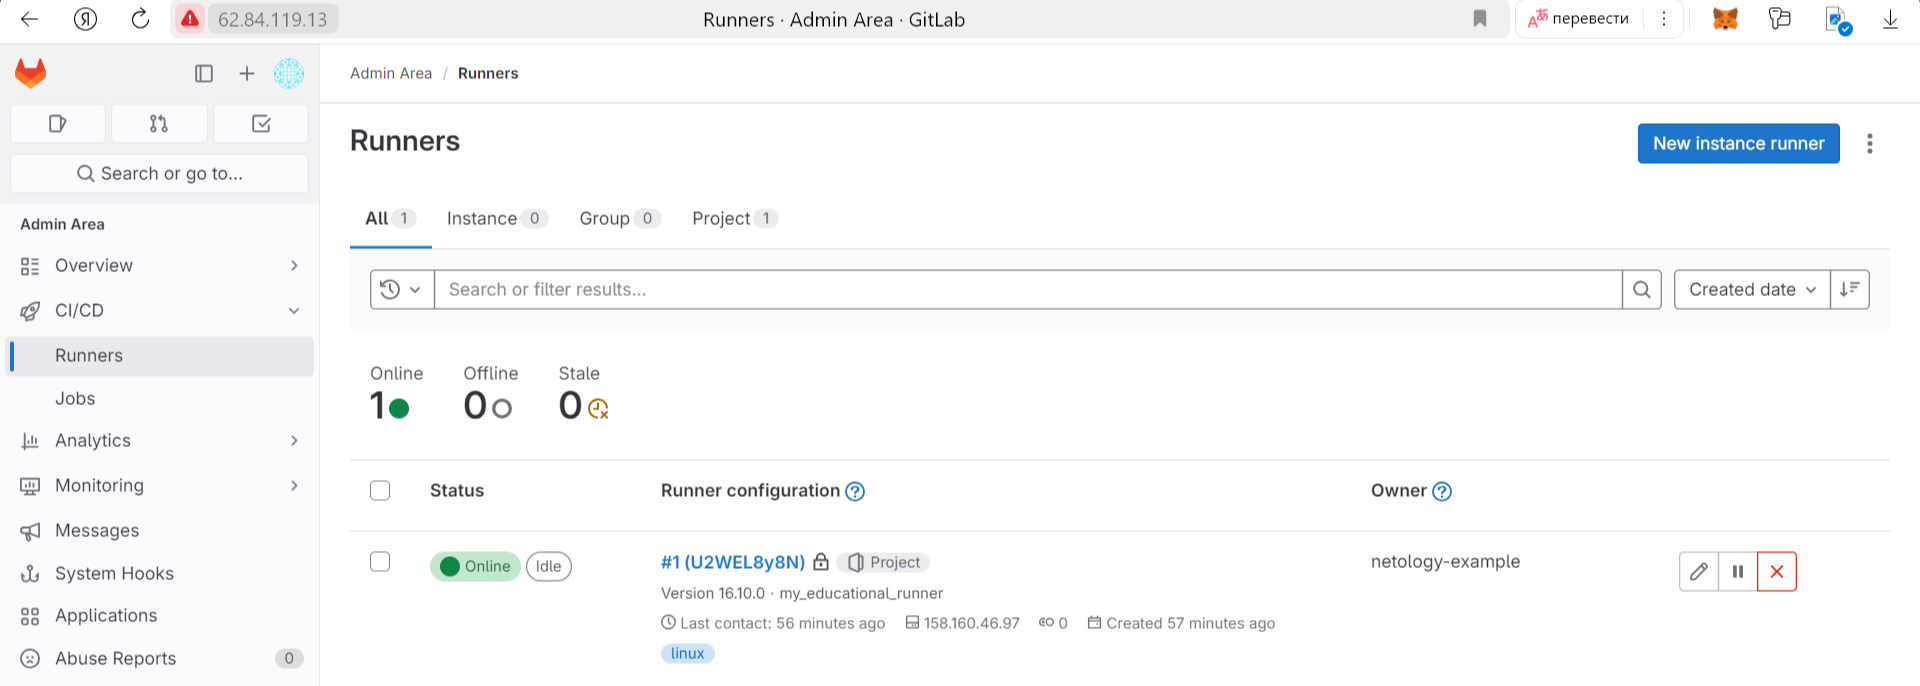 62.84.119.13 Runners · Admin Area · GitLab перевести
Admin Area / Runners
Runners
New instance runner
Search or go to...
All 1 Instance 0 Group 0 Project 1
Admin Area
Overview
CI/CD
Runners
Jobs
Analytics
Monitoring
Messages
System Hooks
Applications
Abuse Reports 0
Search or filter results...
Created date
Online Offline Stale
1 0 0
Status Runner configuration Owner
Online Idle #1 (U2WEL8y8N) Project netology-example
Version 16.10.0 · my_educational_runner
Last contact: 56 minutes ago 158.160.46.97 0 Created 57 minutes ago
linux